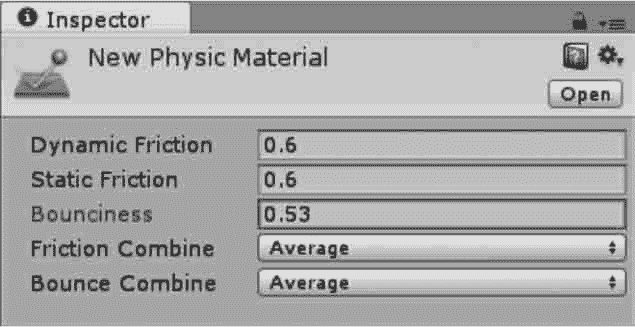 Inspector
New Physic Material
Open
Dynamic Friction 0.6
Static Friction 0.6
Bounciness 0.53
Friction Combine Average
Bounce Combine Average